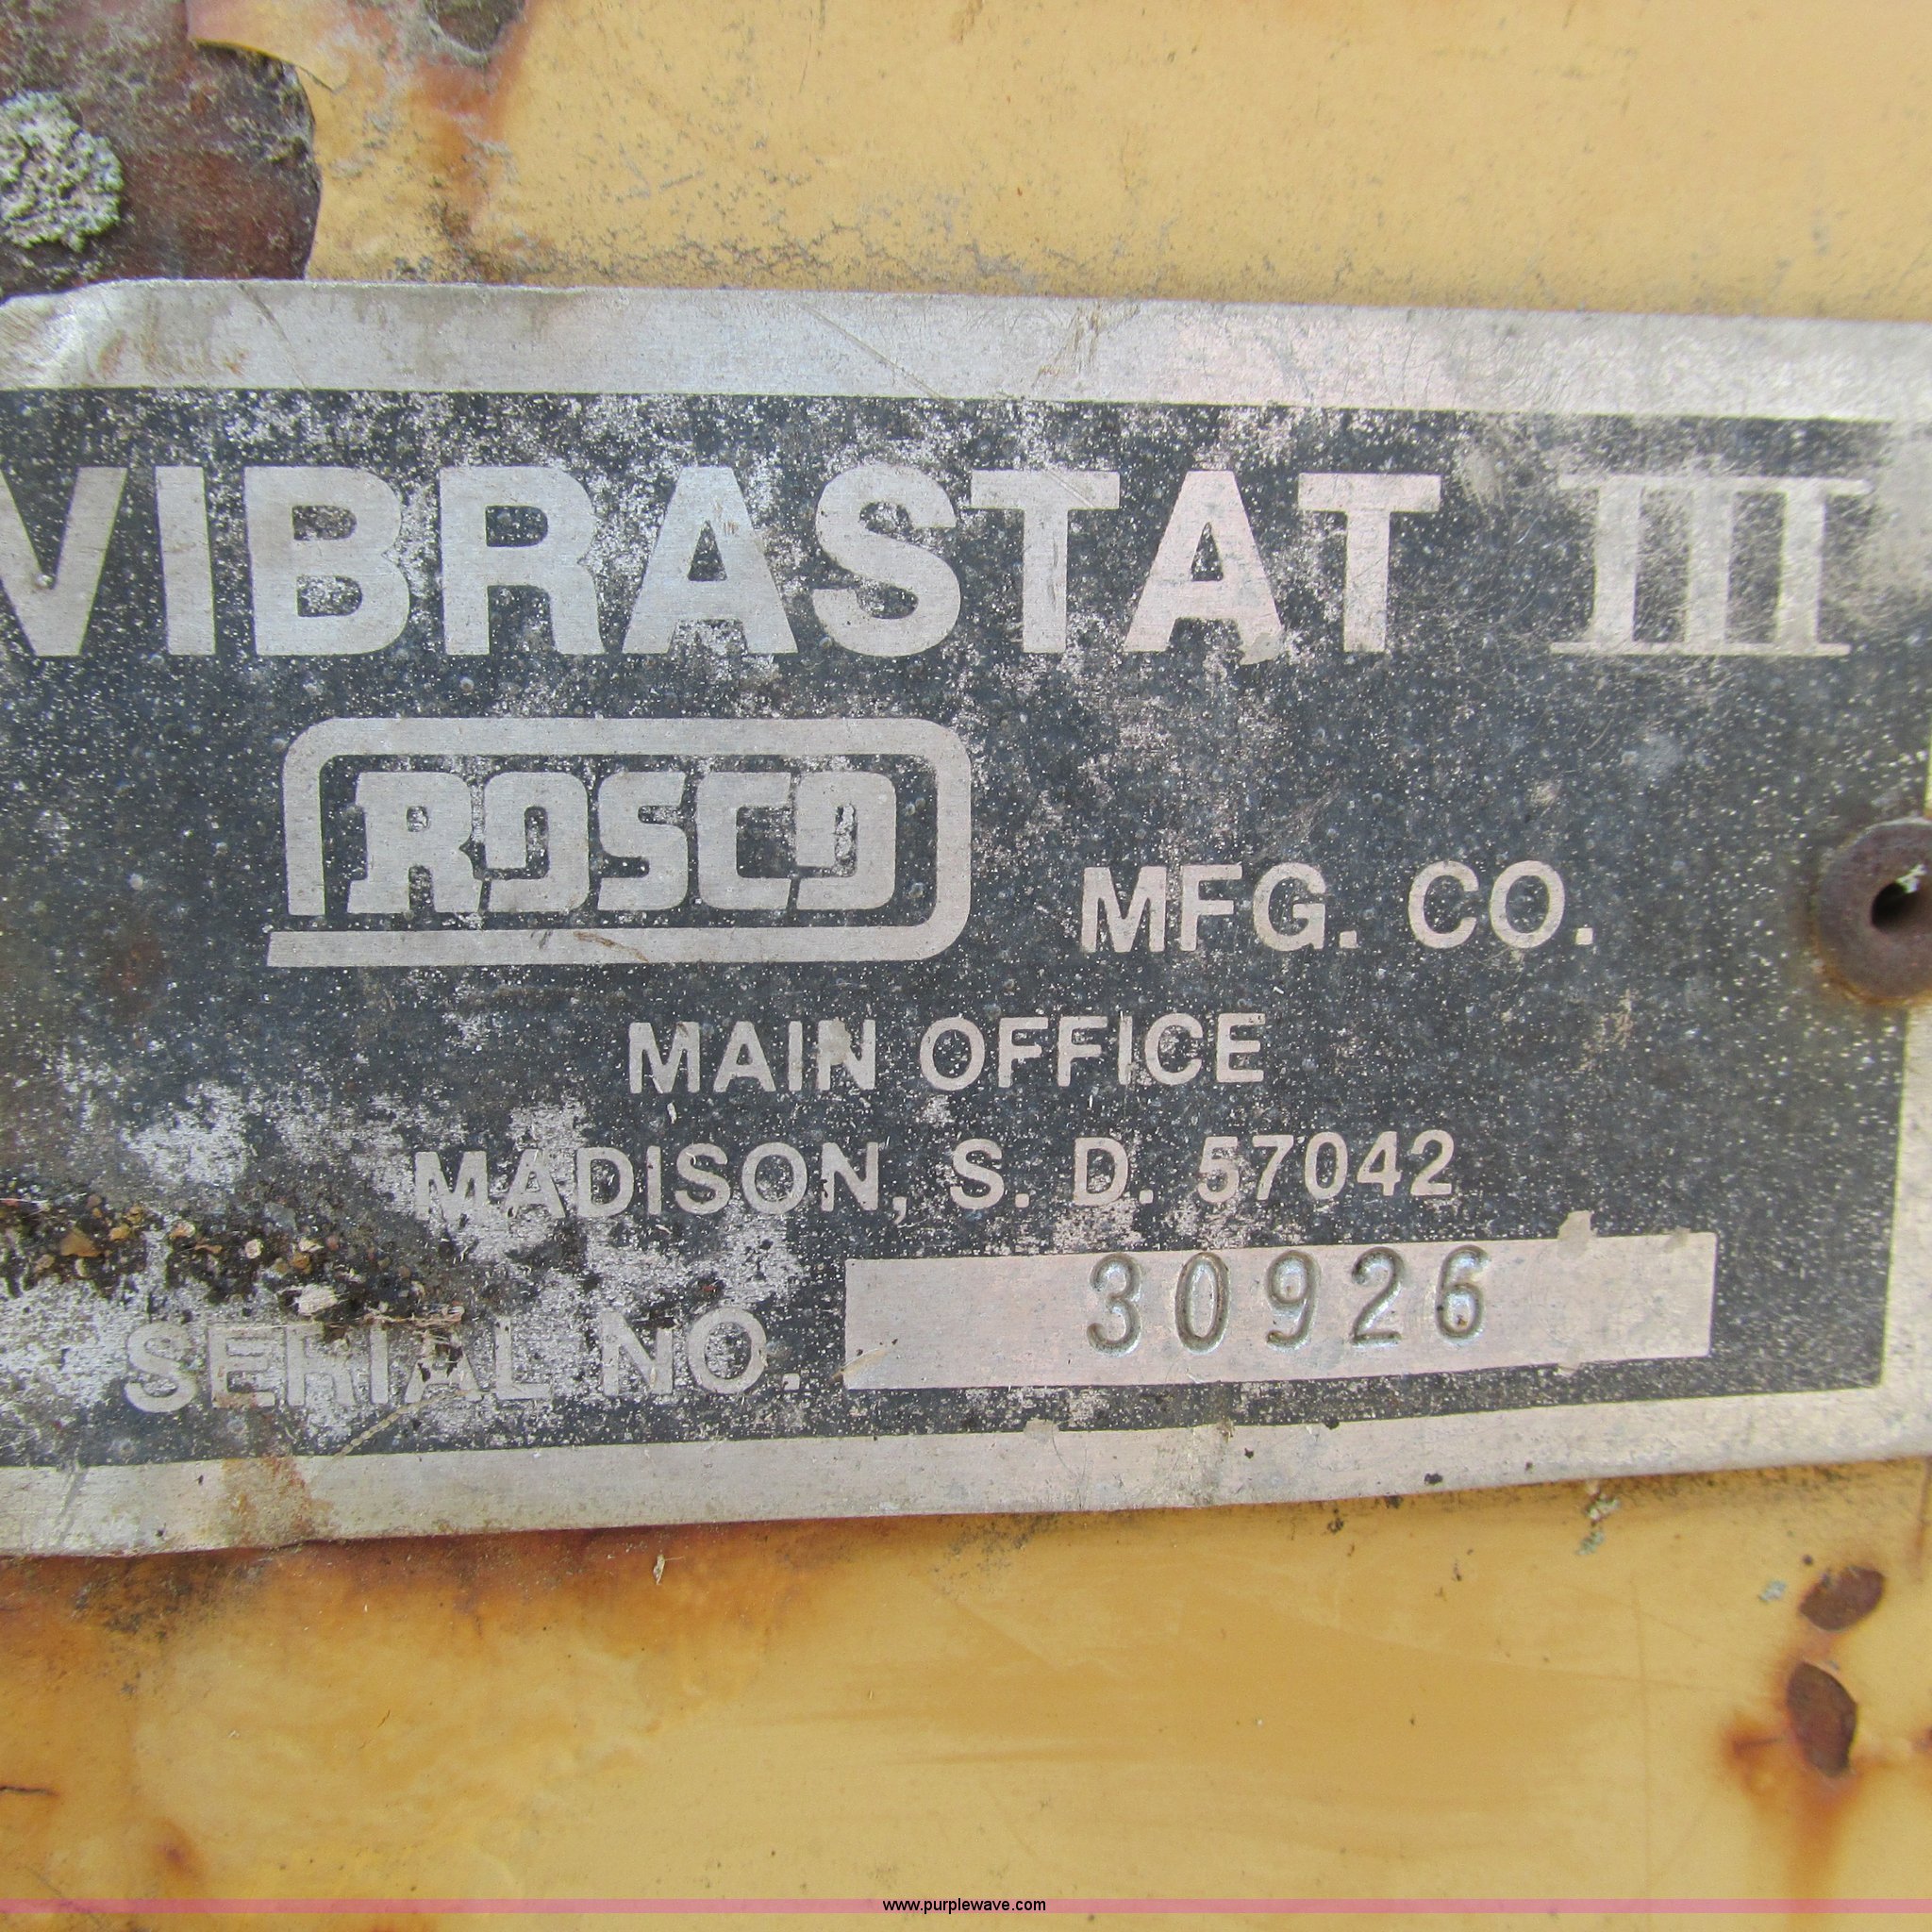 VIBRASTAT III
ROSCO MFG. CO.
MAIN OFFICE
MADISON, S. D. 57042
SERIAL NO. 30926
www.purplewave.com